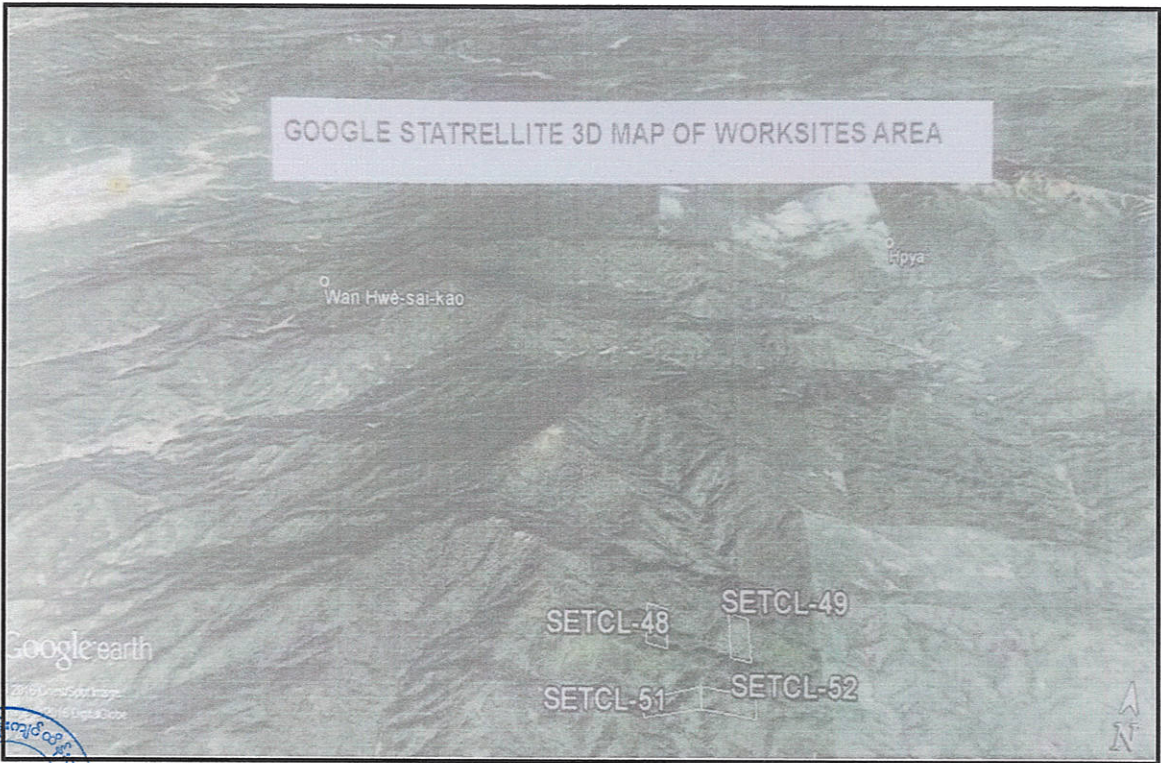 GOOGLE STATRELLITE 3D MAP OF WORKSITES AREA
Hpya
Wan Hwè-sai-kao
SETCL-49
SETCL-48
SETCL-52
SETCL-51
Google earth
N